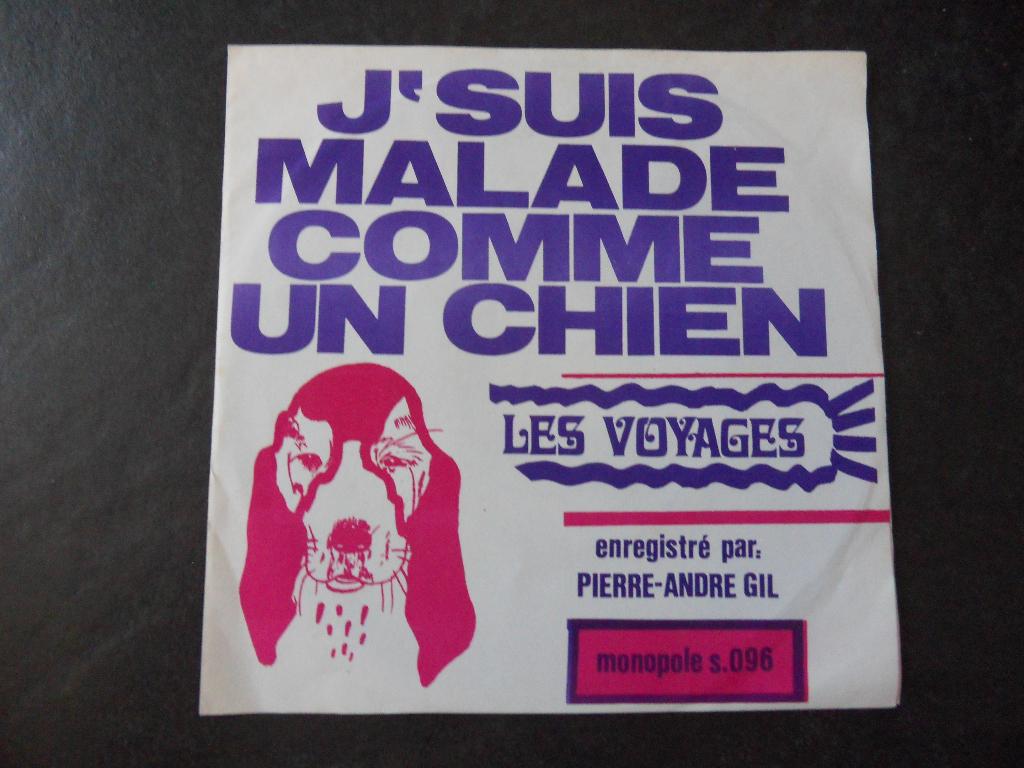 J'SUIS
MALADE
COMME
UN CHIEN
LES VOYAGES
enregistré par:
PIERRE-ANDRE GIL
monopole s.096